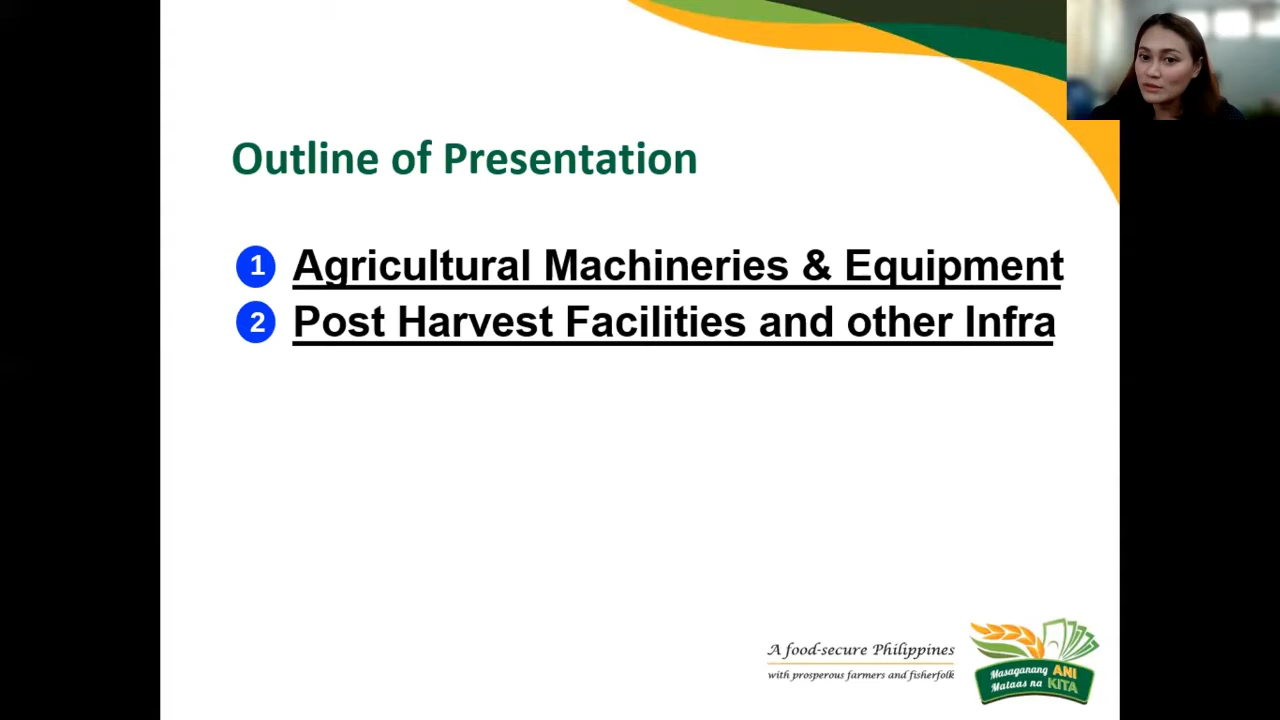 Outline of Presentation
1 Agricultural Machineries & Equipment
2 Post Harvest Facilities and other Infra
A food-secure Philippines
with prosperous farmers and fisherfolk
Masaganang ANI
Mataas na KITA